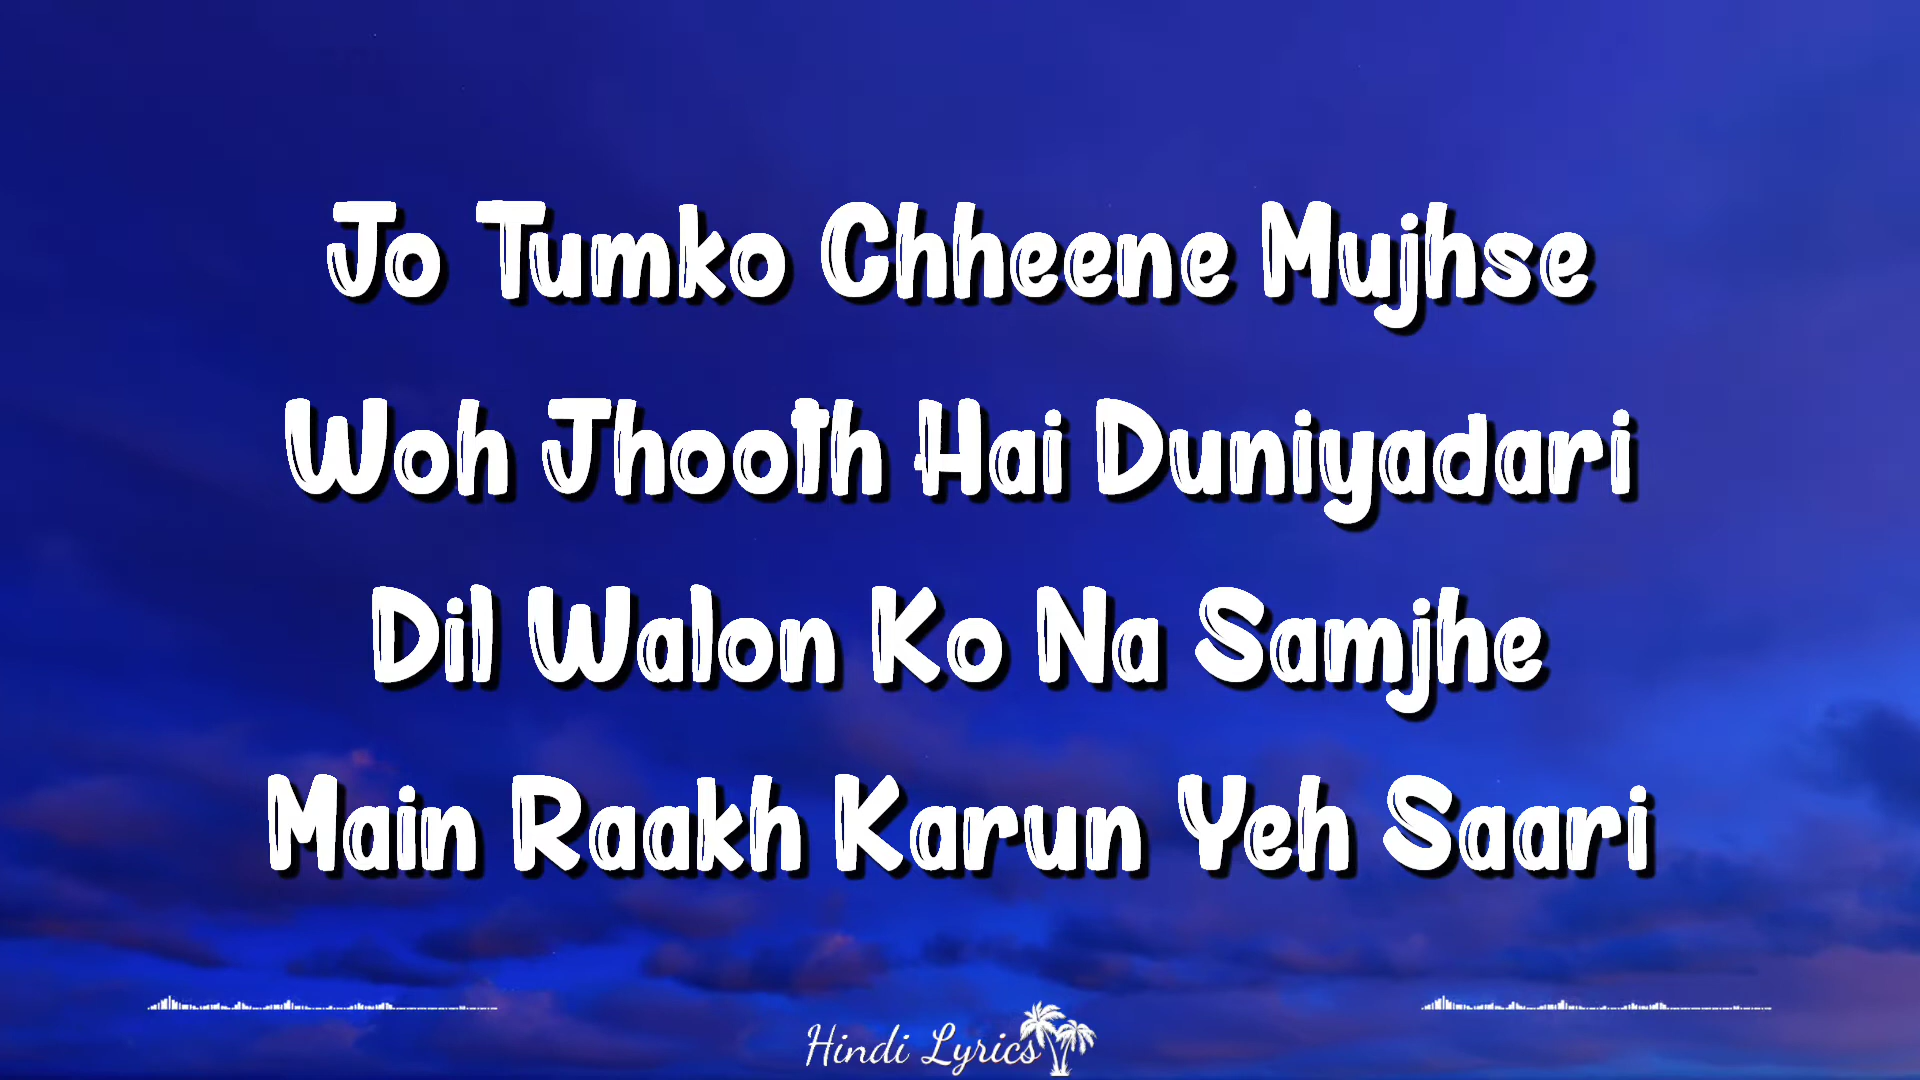 Jo Tumko Chheene Mujhse
Woh Jhooth Hai Duniyadari
Dil Walon Ko Na Samjhe
Main Raakh Karun Yeh Saari
Hindi Lyrics